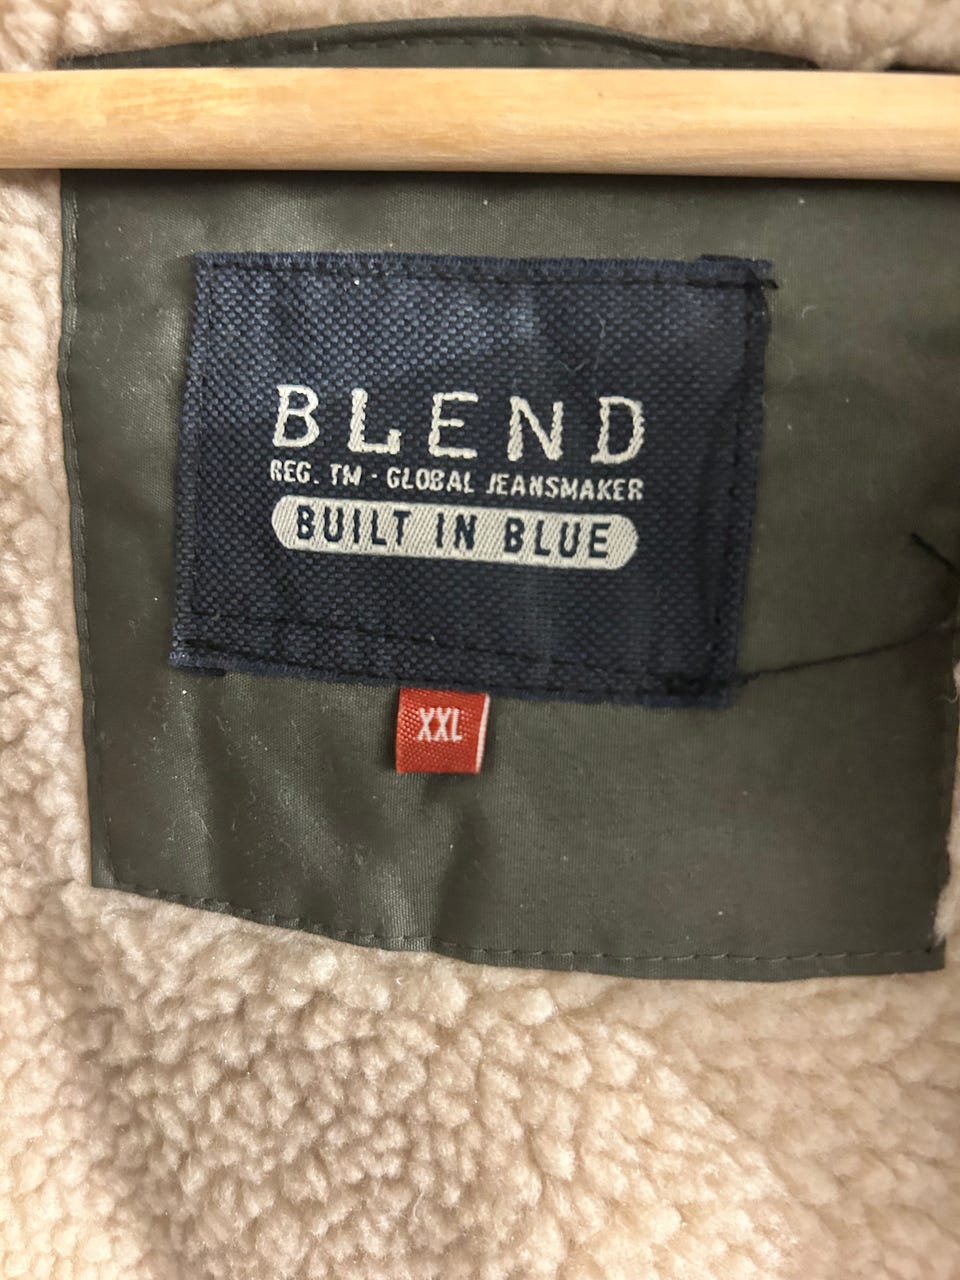 BLEND
REG. TM - GLOBAL JEANSMAKER
BUILT IN BLUE
XXL